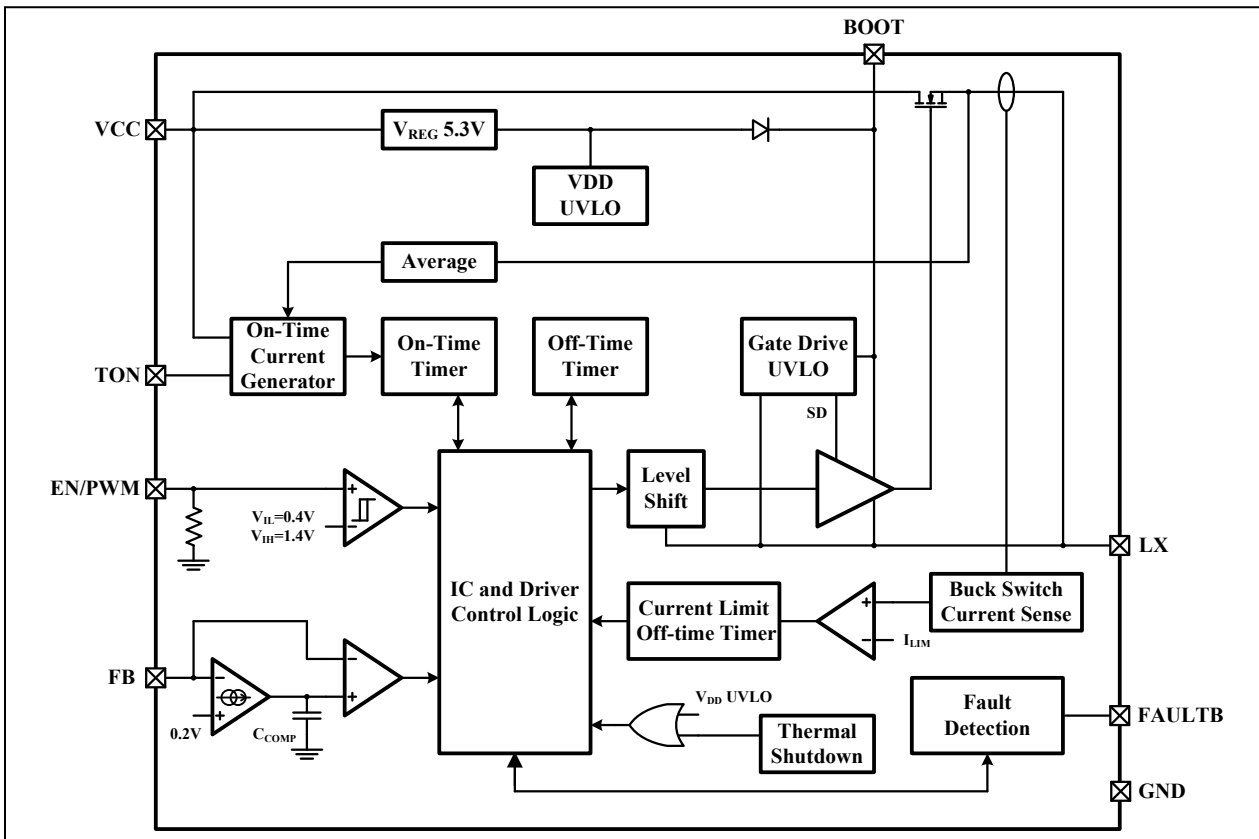 BOOT
VCC
VREG 5.3V
VDD
UVLO
Average
On-Time
Current
Generator
On-Time
Timer
Off-Time
Timer
Gate Drive
UVLO
TON
SD
EN/PWM
+
−
VIL=0.4V
VIH=1.4V
Level
Shift
LX
IC and Driver
Control Logic
Current Limit
Off-time Timer
+
−
ILIM
Buck Switch
Current Sense
FB
−
+
0.2V
CCOMP
−
+
VDD UVLO
Thermal
Shutdown
Fault
Detection
FAULTB
GND